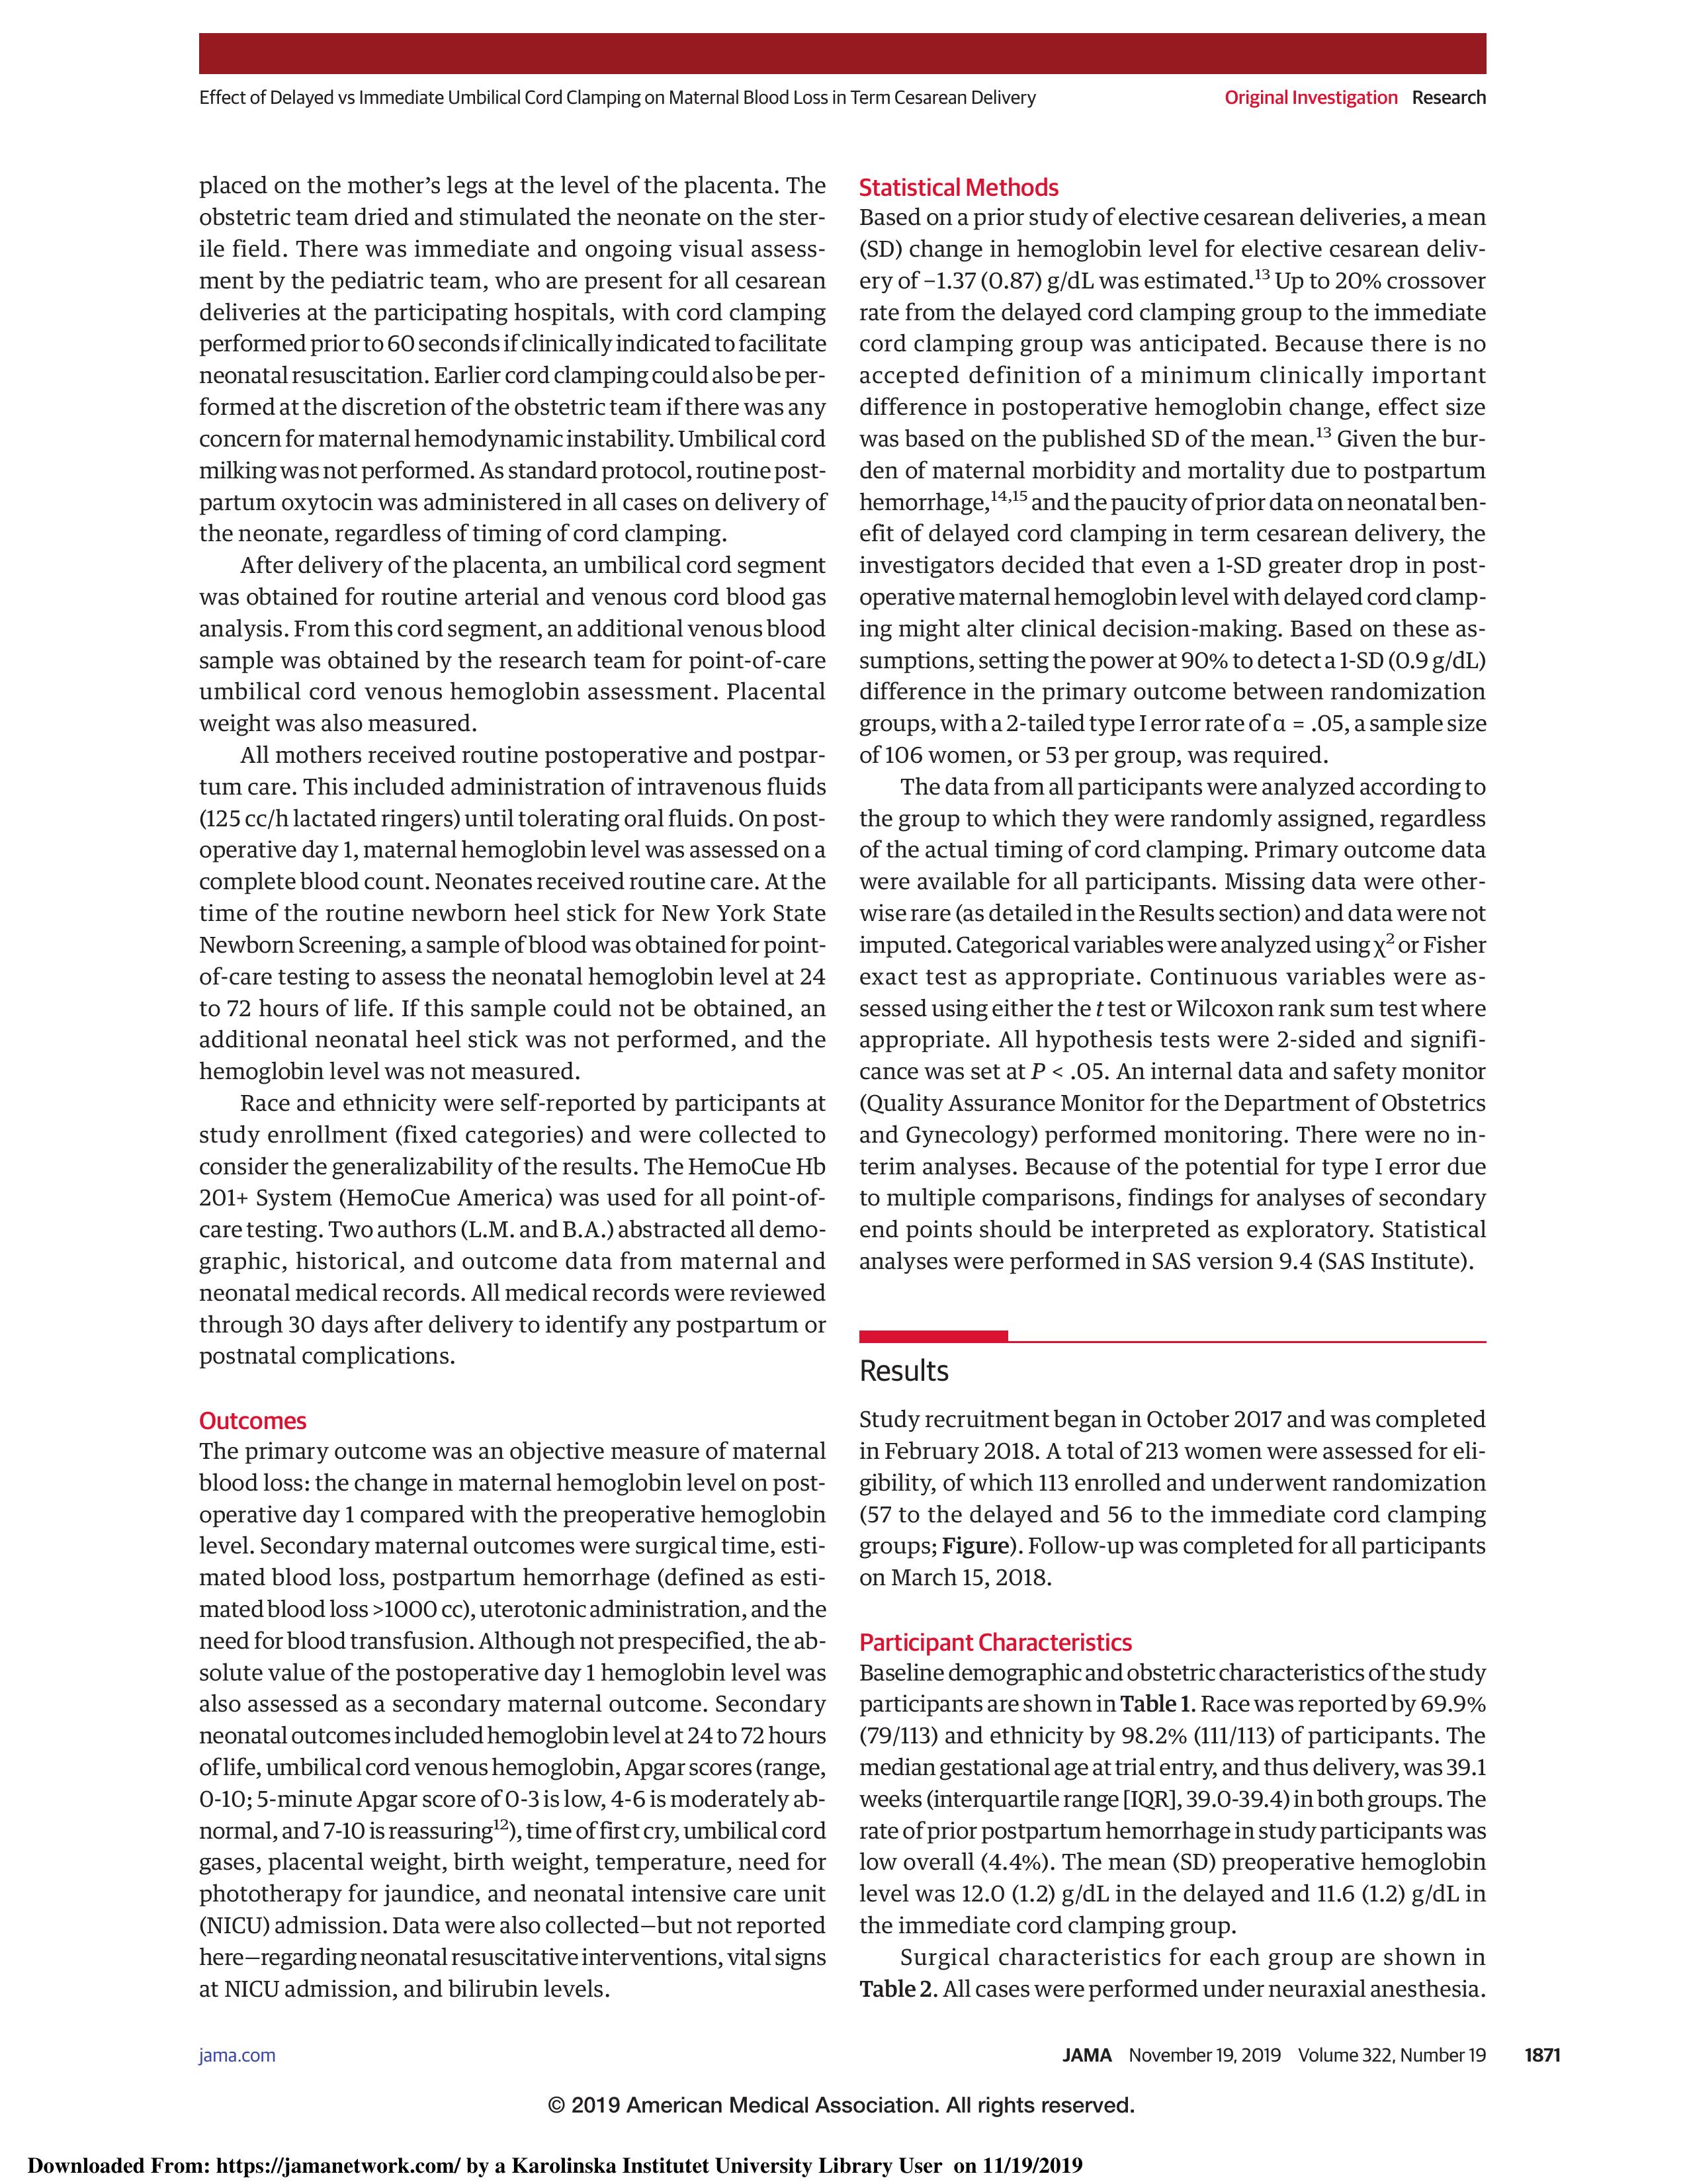 Effect of Delayed vs Immediate Umbilical Cord Clamping on Maternal Blood Loss in Term Cesarean Delivery
Original Investigation Research
placed on the mother’s legs at the level of the placenta. The
obstetric team dried and stimulated the neonate on the ster-
ile field. There was immediate and ongoing visual assess-
ment by the pediatric team, who are present for all cesarean
deliveries at the participating hospitals, with cord clamping
performed prior to 60 seconds if clinically indicated to facilitate
neonatal resuscitation. Earlier cord clamping could also be per-
formed at the discretion of the obstetric team if there was any
concern for maternal hemodynamic instability. Umbilical cord
milking was not performed. As standard protocol, routine post-
partum oxytocin was administered in all cases on delivery of
the neonate, regardless of timing of cord clamping.
After delivery of the placenta, an umbilical cord segment
was obtained for routine arterial and venous cord blood gas
analysis. From this cord segment, an additional venous blood
sample was obtained by the research team for point-of-care
umbilical cord venous hemoglobin assessment. Placental
weight was also measured.
All mothers received routine postoperative and postpar-
tum care. This included administration of intravenous fluids
(125 cc/h lactated ringers) until tolerating oral fluids. On post-
operative day 1, maternal hemoglobin level was assessed on a
complete blood count. Neonates received routine care. At the
time of the routine newborn heel stick for New York State
Newborn Screening, a sample of blood was obtained for point-
of-care testing to assess the neonatal hemoglobin level at 24
to 72 hours of life. If this sample could not be obtained, an
additional neonatal heel stick was not performed, and the
hemoglobin level was not measured.
Race and ethnicity were self-reported by participants at
study enrollment (fixed categories) and were collected to
consider the generalizability of the results. The HemoCue Hb
201+ System (HemoCue America) was used for all point-of-
care testing. Two authors (L.M. and B.A.) abstracted all demo-
graphic, historical, and outcome data from maternal and
neonatal medical records. All medical records were reviewed
through 30 days after delivery to identify any postpartum or
postnatal complications.
Outcomes
The primary outcome was an objective measure of maternal
blood loss: the change in maternal hemoglobin level on post-
operative day 1 compared with the preoperative hemoglobin
level. Secondary maternal outcomes were surgical time, esti-
mated blood loss, postpartum hemorrhage (defined as esti-
mated blood loss >1000 cc), uterotonic administration, and the
need for blood transfusion. Although not prespecified, the ab-
solute value of the postoperative day 1 hemoglobin level was
also assessed as a secondary maternal outcome. Secondary
neonatal outcomes included hemoglobin level at 24 to 72 hours
of life, umbilical cord venous hemoglobin, Apgar scores (range,
0-10; 5-minute Apgar score of 0-3 is low, 4-6 is moderately ab-
normal, and 7-10 is reassuring12), time of first cry, umbilical cord
gases, placental weight, birth weight, temperature, need for
phototherapy for jaundice, and neonatal intensive care unit
(NICU) admission. Data were also collected—but not reported
here—regarding neonatal resuscitative interventions, vital signs
at NICU admission, and bilirubin levels.
Statistical Methods
Based on a prior study of elective cesarean deliveries, a mean
(SD) change in hemoglobin level for elective cesarean deliv-
ery of −1.37 (0.87) g/dL was estimated.13 Up to 20% crossover
rate from the delayed cord clamping group to the immediate
cord clamping group was anticipated. Because there is no
accepted definition of a minimum clinically important
difference in postoperative hemoglobin change, effect size
was based on the published SD of the mean.13 Given the bur-
den of maternal morbidity and mortality due to postpartum
hemorrhage,14,15 and the paucity of prior data on neonatal ben-
efit of delayed cord clamping in term cesarean delivery, the
investigators decided that even a 1-SD greater drop in post-
operative maternal hemoglobin level with delayed cord clamp-
ing might alter clinical decision-making. Based on these as-
sumptions, setting the power at 90% to detect a 1-SD (0.9 g/dL)
difference in the primary outcome between randomization
groups, with a 2-tailed type I error rate of α = .05, a sample size
of 106 women, or 53 per group, was required.
The data from all participants were analyzed according to
the group to which they were randomly assigned, regardless
of the actual timing of cord clamping. Primary outcome data
were available for all participants. Missing data were other-
wise rare (as detailed in the Results section) and data were not
imputed. Categorical variables were analyzed using χ2 or Fisher
exact test as appropriate. Continuous variables were as-
sessed using either the t test or Wilcoxon rank sum test where
appropriate. All hypothesis tests were 2-sided and signifi-
cance was set at P < .05. An internal data and safety monitor
(Quality Assurance Monitor for the Department of Obstetrics
and Gynecology) performed monitoring. There were no in-
terim analyses. Because of the potential for type I error due
to multiple comparisons, findings for analyses of secondary
end points should be interpreted as exploratory. Statistical
analyses were performed in SAS version 9.4 (SAS Institute).
Results
Study recruitment began in October 2017 and was completed
in February 2018. A total of 213 women were assessed for eli-
gibility, of which 113 enrolled and underwent randomization
(57 to the delayed and 56 to the immediate cord clamping
groups; Figure). Follow-up was completed for all participants
on March 15, 2018.
Participant Characteristics
Baseline demographic and obstetric characteristics of the study
participants are shown in Table 1. Race was reported by 69.9%
(79/113) and ethnicity by 98.2% (111/113) of participants. The
median gestational age at trial entry, and thus delivery, was 39.1
weeks (interquartile range [IQR], 39.0-39.4) in both groups. The
rate of prior postpartum hemorrhage in study participants was
low overall (4.4%). The mean (SD) preoperative hemoglobin
level was 12.0 (1.2) g/dL in the delayed and 11.6 (1.2) g/dL in
the immediate cord clamping group.
Surgical characteristics for each group are shown in
Table 2. All cases were performed under neuraxial anesthesia.
jama.com
JAMA November 19, 2019 Volume 322, Number 19 1871
© 2019 American Medical Association. All rights reserved.
Downloaded From: https://jamanetwork.com/ by a Karolinska Institutet University Library User on 11/19/2019